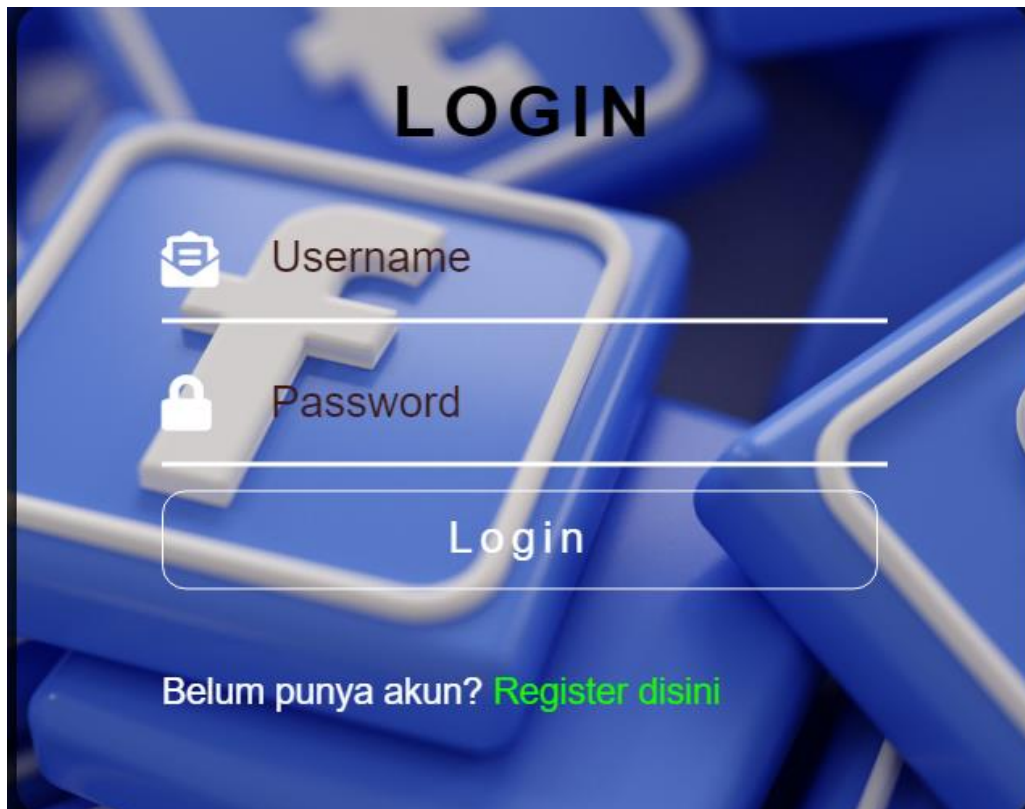 LOGIN
Username
Password
Login
Belum punya akun? Register disini